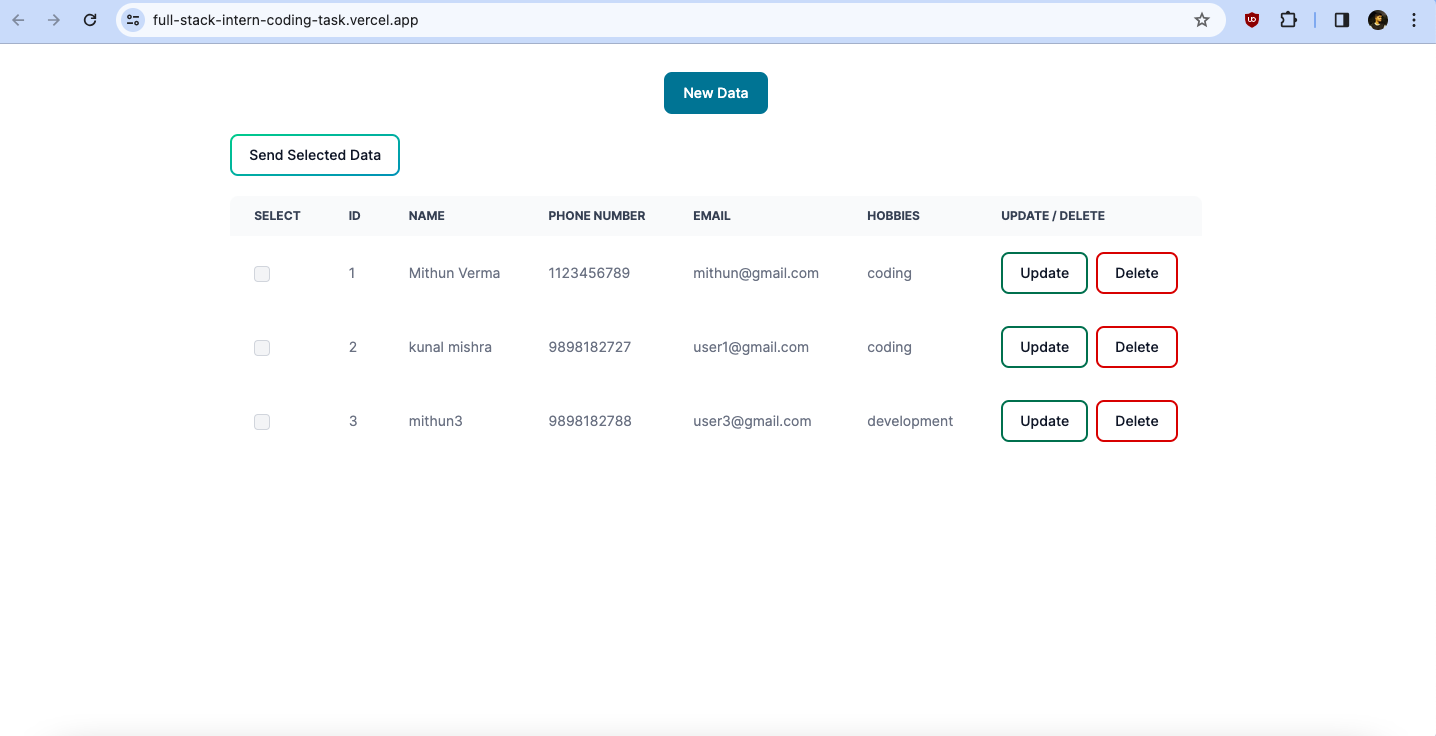 full-stack-intern-coding-task.vercel.app
New Data
Send Selected Data
SELECT ID NAME PHONE NUMBER EMAIL HOBBIES UPDATE / DELETE
1 Mithun Verma 1123456789 mithun@gmail.com coding Update Delete
2 kunal mishra 9898182727 user1@gmail.com coding Update Delete
3 mithun3 9898182788 user3@gmail.com development Update Delete